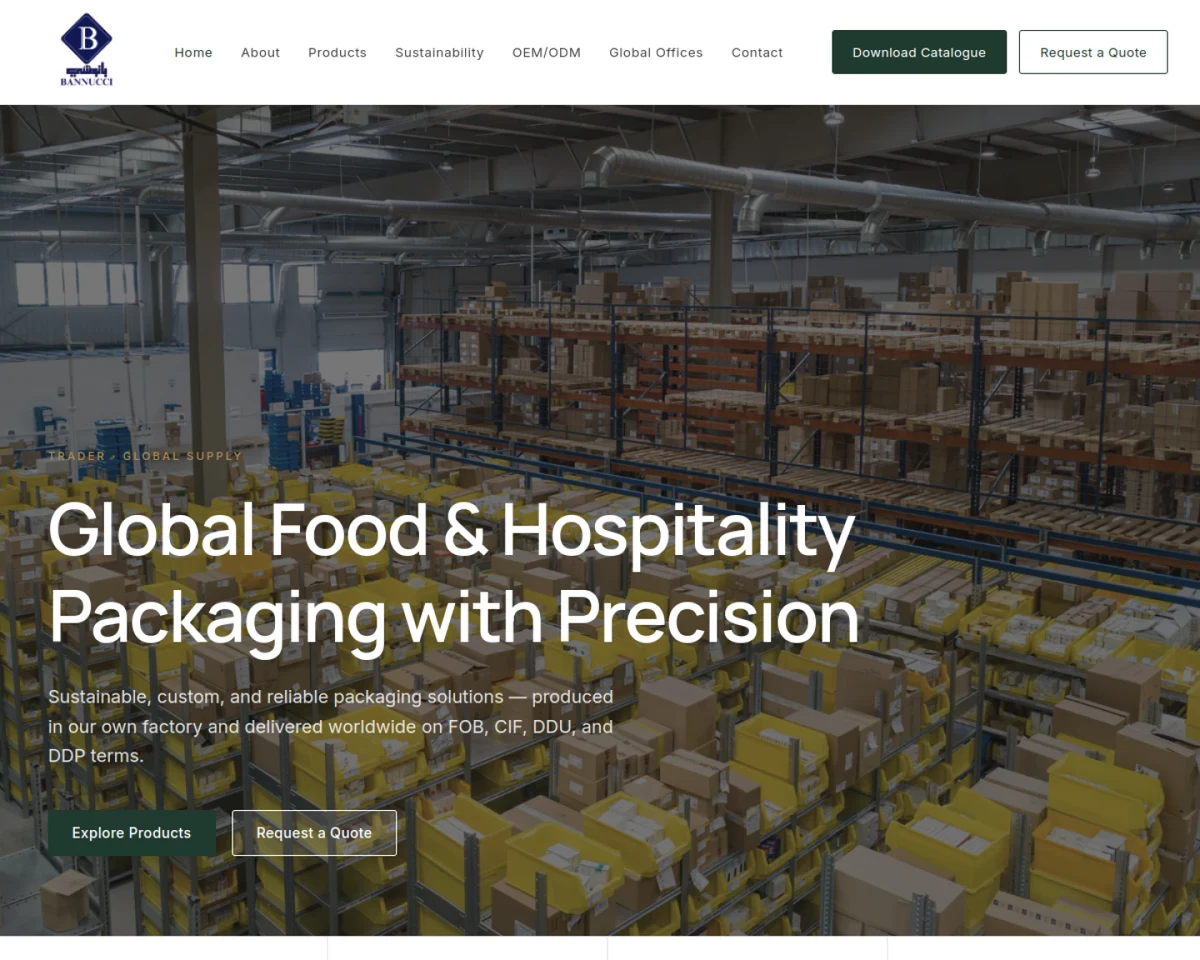 B
بانوتشي
BANNUCCI
Home
About
Products
Sustainability
OEM/ODM
Global Offices
Contact
Download Catalogue
Request a Quote
TRADER · GLOBAL SUPPLY
Global Food & Hospitality
Packaging with Precision
Sustainable, custom, and reliable packaging solutions — produced
in our own factory and delivered worldwide on FOB, CIF, DDU, and
DDP terms.
Explore Products
Request a Quote